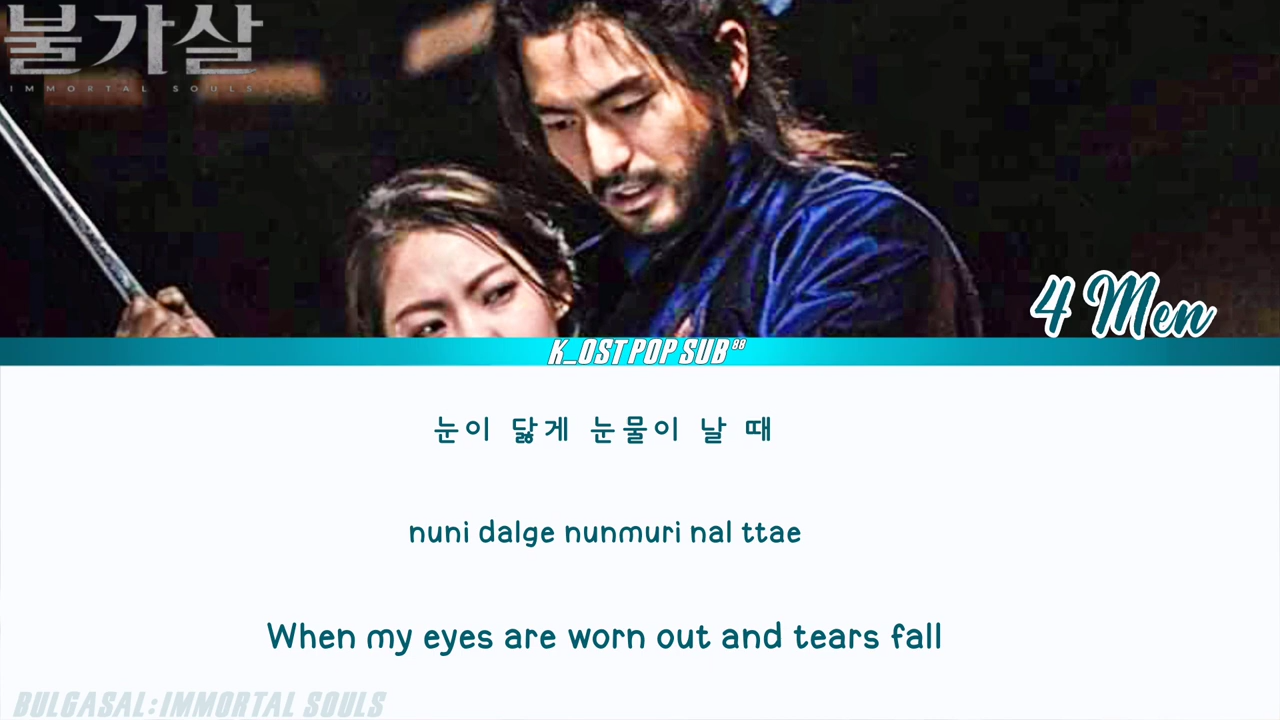 불가살
IMMORTAL SOULS
4 Men
K_OST POP SUB 88
눈이 닳게 눈물이 날 때
nuni dalge nunmuri nal ttae
When my eyes are worn out and tears fall
BULGASAL: IMMORTAL SOULS